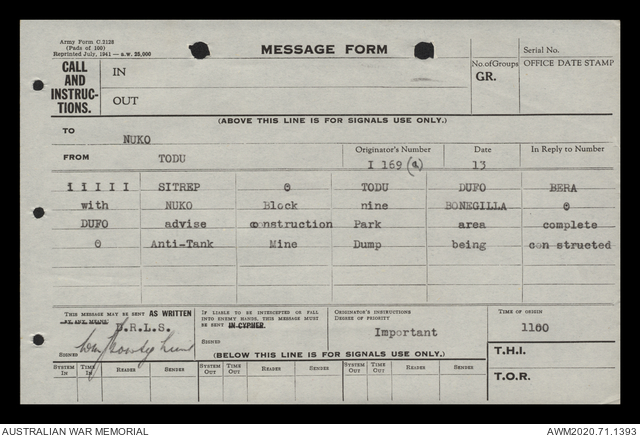 Army Form C.2128
(Pads of 100)
Reprinted July, 1941 — a.w. 25,000
MESSAGE FORM
Serial No.
CALL AND INSTRUCTIONS.
IN
OUT
No. of Groups
GR.
OFFICE DATE STAMP
(ABOVE THIS LINE IS FOR SIGNALS USE ONLY.)
TO NUKO
FROM TODU
Originator's Number I 169 (a)
Date 13
In Reply to Number
i I I I I SITREP @ TODU DUFO BERA
with NUKO Block nine BONEGILLA @
DUFO advise construction Park area complete
@ Anti-Tank Mine Dump being con structed
THIS MESSAGE MAY BE SENT AS WRITTEN BY ANY MEANS
D.R.L.S.
SIGNED
IF LIABLE TO BE INTERCEPTED OR FALL INTO ENEMY HANDS, THIS MESSAGE MUST BE SENT IN CYPHER.
SIGNED
ORIGINATOR'S INSTRUCTIONS
DEGREE OF PRIORITY
Important
TIME OF ORIGIN
1100
(BELOW THIS LINE IS FOR SIGNALS USE ONLY.)
T.H.I.
T.O.R.
SYSTEM IN TIME IN READER SENDER SYSTEM OUT TIME OUT READER SENDER SYSTEM OUT TIME OUT READER SENDER
AUSTRALIAN WAR MEMORIAL
AWM2020.71.1393